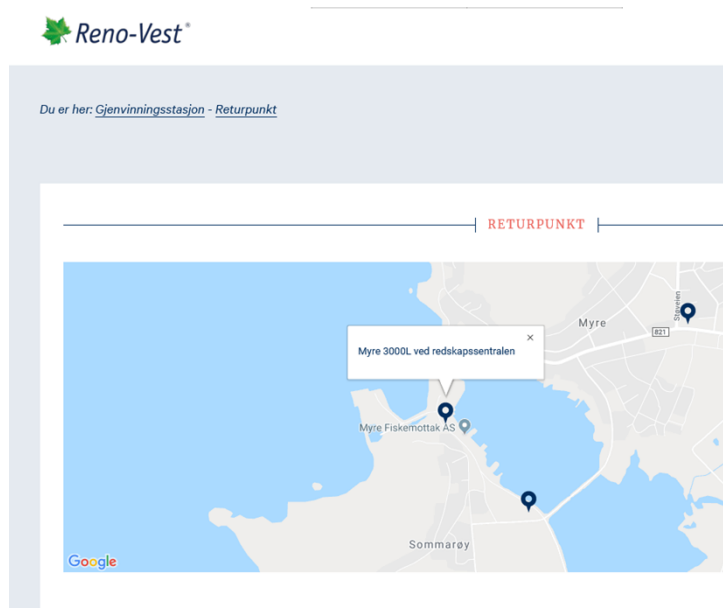 Reno-Vest®
Du er her: Gjenvinningsstasjon - Returpunkt
RETURPUNKT
Støveien
Myre
821
Myre 3000L ved redskapssentralen
×
Myre Fiskemottak AS
Sommarøy
Google